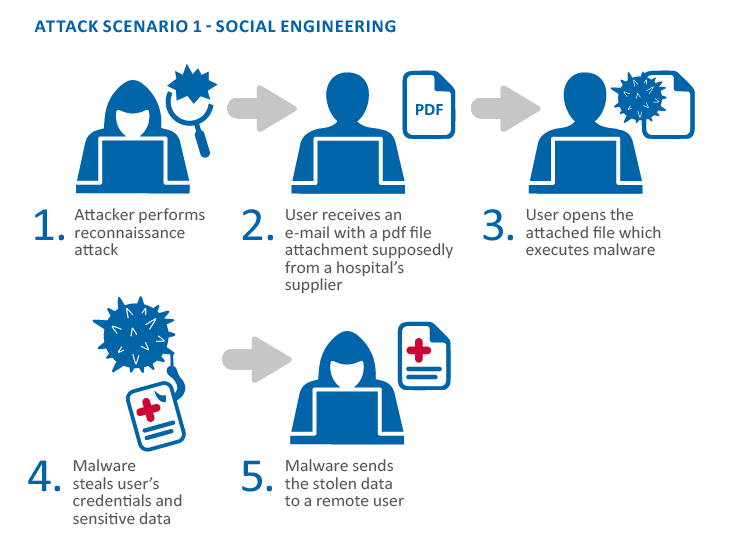 ATTACK SCENARIO 1 - SOCIAL ENGINEERING
PDF
1. Attacker performs
reconnaissance
attack
2. User receives an
e-mail with a pdf file
attachment supposedly
from a hospital's
supplier
3. User opens the
attached file which
executes malware
4. Malware
steals user's
credentials and
sensitive data
5. Malware sends
the stolen data
to a remote user